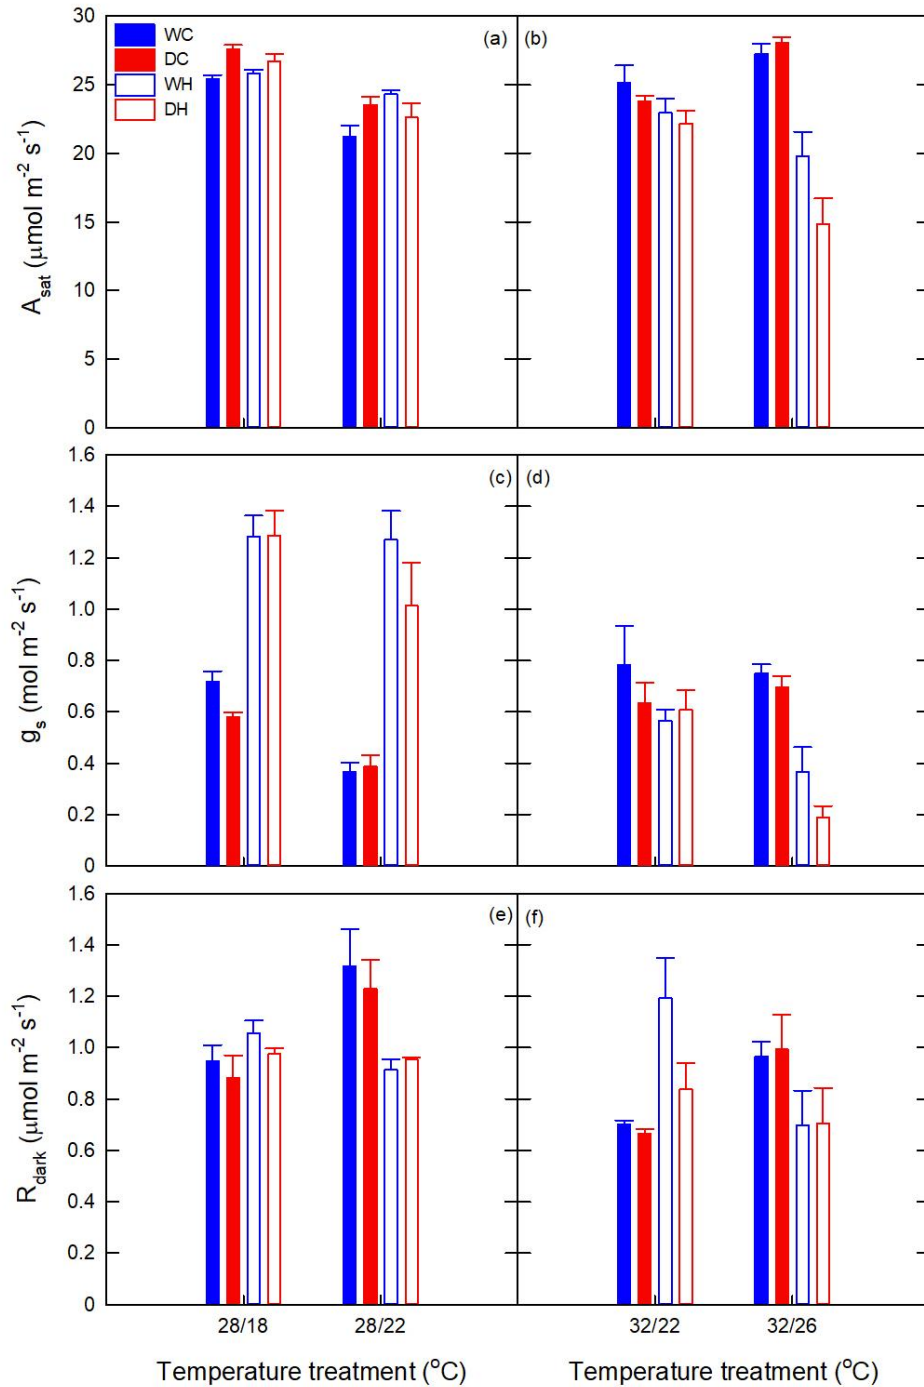 30
25
20
15
10
5
0
A_sat (μmol m⁻² s⁻¹)
WC
DC
WH
DH
(a)
(b)
1.6
1.4
1.2
1.0
0.8
0.6
0.4
0.2
0
g_s (mol m⁻² s⁻¹)
(c)
(d)
1.6
1.4
1.2
1.0
0.8
0.6
0.4
0.2
0
R_dark (μmol m⁻² s⁻¹)
(e)
(f)
28/18 28/22 32/22 32/26
Temperature treatment (°C) Temperature treatment (°C)